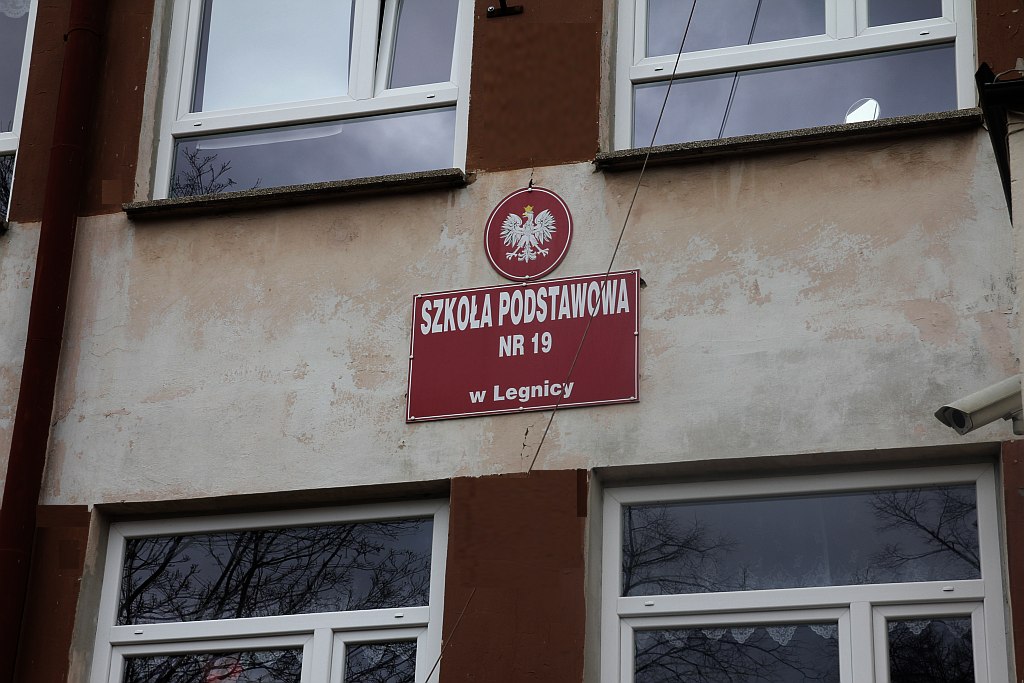 SZKOŁA PODSTAWOWA
NR 19
w Legnicy